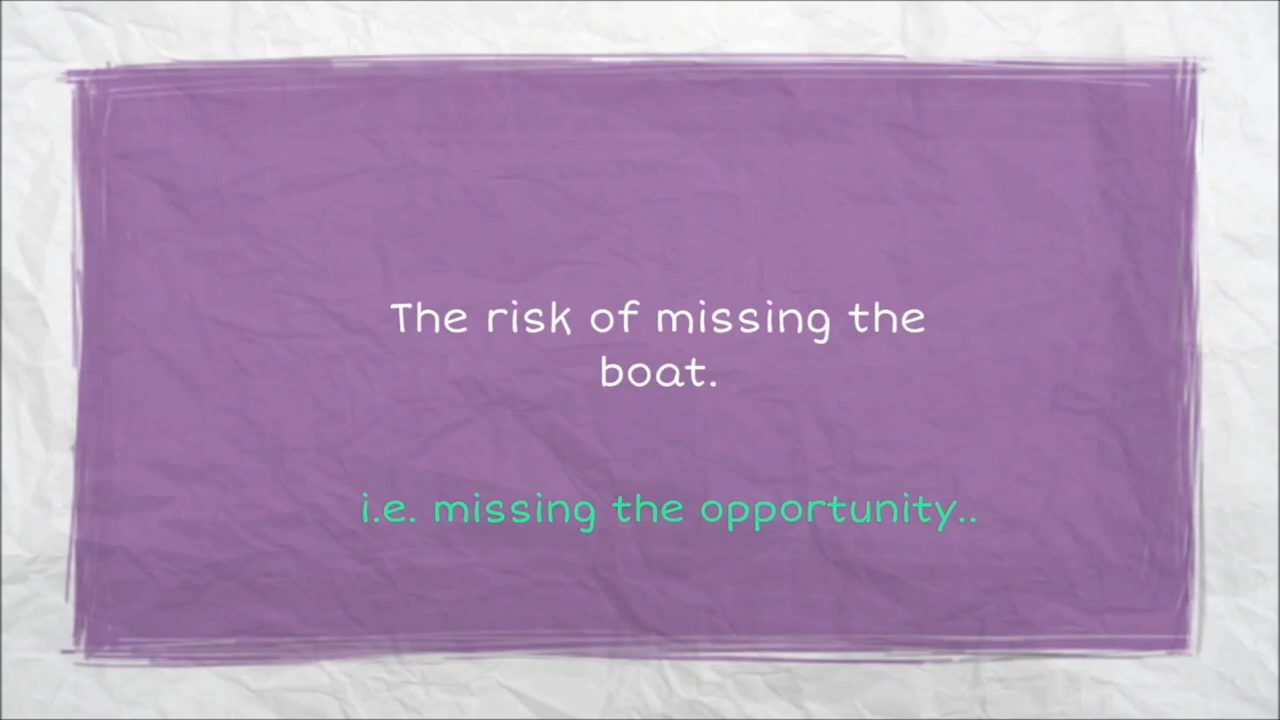 The risk of missing the
boat.
i.e. missing the opportunity..